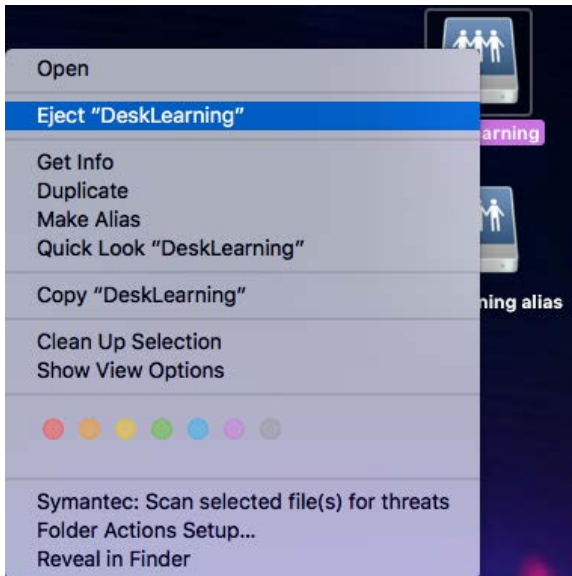 Open
Eject “DeskLearning”
Get Info
Duplicate
Make Alias
Quick Look “DeskLearning”
Copy “DeskLearning”
Clean Up Selection
Show View Options
Symantec: Scan selected file(s) for threats
Folder Actions Setup...
Reveal in Finder
arning
ning alias